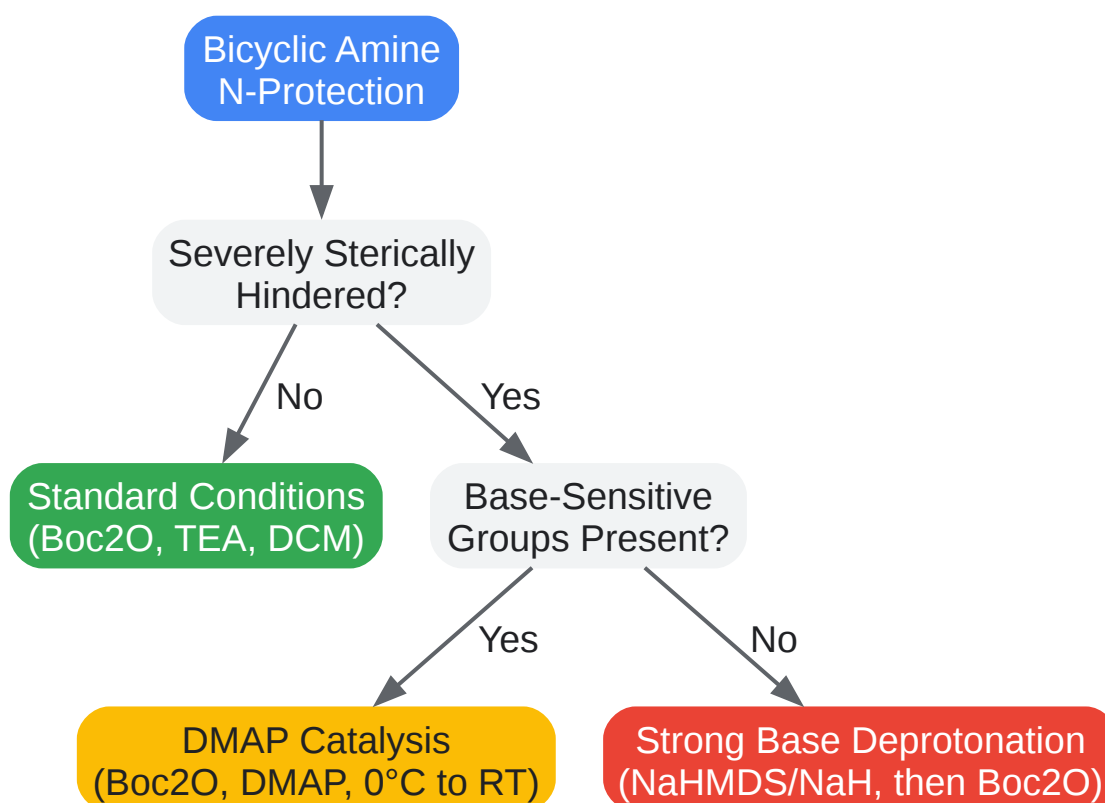 Bicyclic Amine
N-Protection
Severely Sterically
Hindered?
No
Yes
Standard Conditions
(Boc2O, TEA, DCM)
Base-Sensitive
Groups Present?
Yes
No
DMAP Catalysis
(Boc2O, DMAP, 0°C to RT)
Strong Base Deprotonation
(NaHMDS/NaH, then Boc2O)